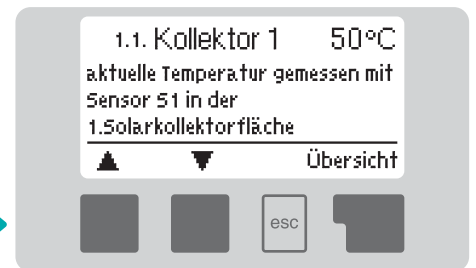 1.1. Kollektor 1 50°C
aktuelle Temperatur gemessen mit
Sensor S1 in der
1.Solarkollektorfläche
Übersicht
esc